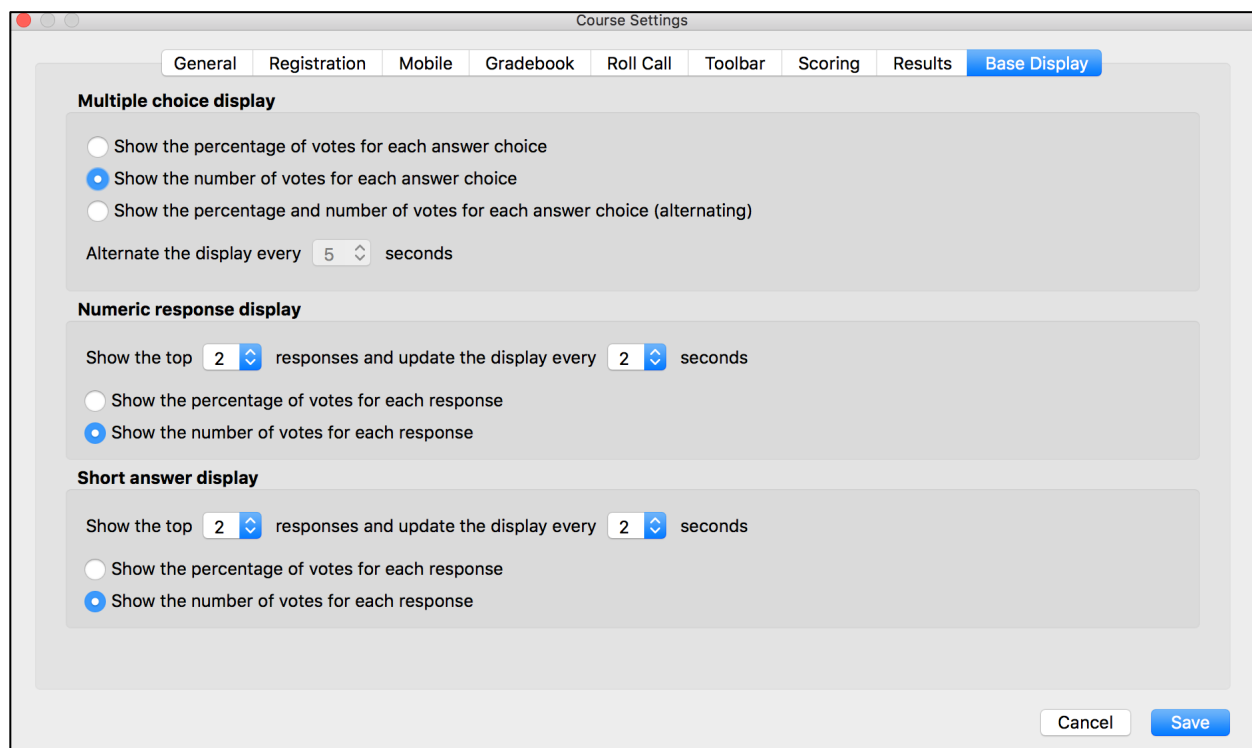 Course Settings
General Registration Mobile Gradebook Roll Call Toolbar Scoring Results Base Display
Multiple choice display
Show the percentage of votes for each answer choice
Show the number of votes for each answer choice
Show the percentage and number of votes for each answer choice (alternating)
Alternate the display every 5 seconds
Numeric response display
Show the top 2 responses and update the display every 2 seconds
Show the percentage of votes for each response
Show the number of votes for each response
Short answer display
Show the top 2 responses and update the display every 2 seconds
Show the percentage of votes for each response
Show the number of votes for each response
Cancel Save